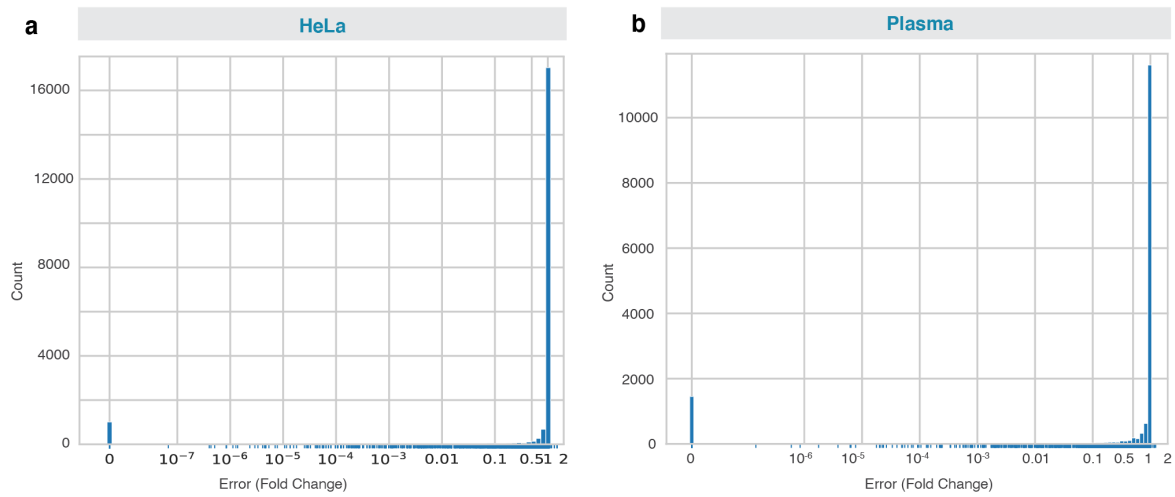 a
HeLa
16000
12000
8000
4000
0
Count
0 10⁻⁷ 10⁻⁶ 10⁻⁵ 10⁻⁴ 10⁻³ 0.01 0.1 0.5 1 2
Error (Fold Change)
b
Plasma
10000
8000
6000
4000
2000
0
Count
0 10⁻⁶ 10⁻⁵ 10⁻⁴ 10⁻³ 0.01 0.1 0.5 1 2
Error (Fold Change)